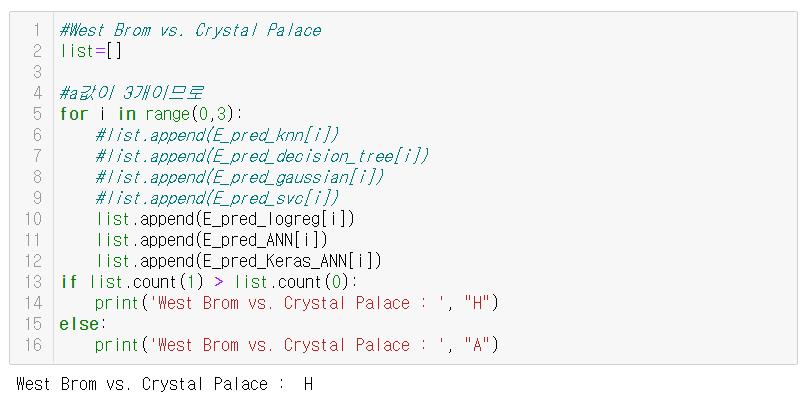 1 #West Brom vs. Crystal Palace
2 list=[]
3
4 #a값이 3개이므로
5 for i in range(0,3):
6     #list.append(E_pred_knn[i])
7     #list.append(E_pred_decision_tree[i])
8     #list.append(E_pred_gaussian[i])
9     #list.append(E_pred_svc[i])
10     list.append(E_pred_logreg[i])
11     list.append(E_pred_ANN[i])
12     list.append(E_pred_Keras_ANN[i])
13 if list.count(1) > list.count(0):
14     print('West Brom vs. Crystal Palace : ', "H")
15 else:
16     print('West Brom vs. Crystal Palace : ', "A")
West Brom vs. Crystal Palace :  H